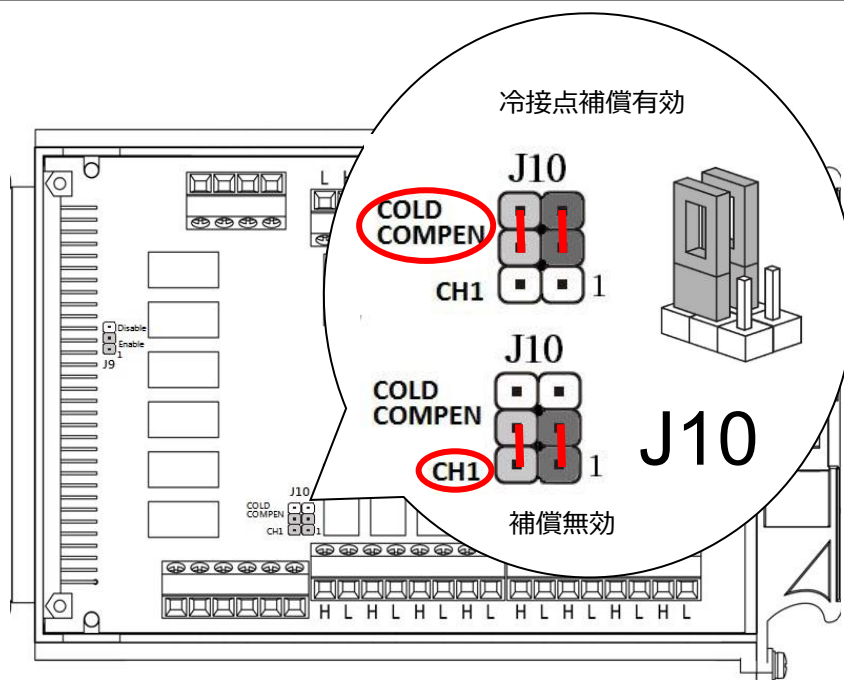 冷接点補償有効
J10
COLD
COMPEN
CH1
1
J10
COLD
COMPEN
CH1
1
J10
補償無効
L
Disable
Enable
1
J9
J10
COLD
COMPEN
CH1
1
H L H L H L H L H L H L H L H L